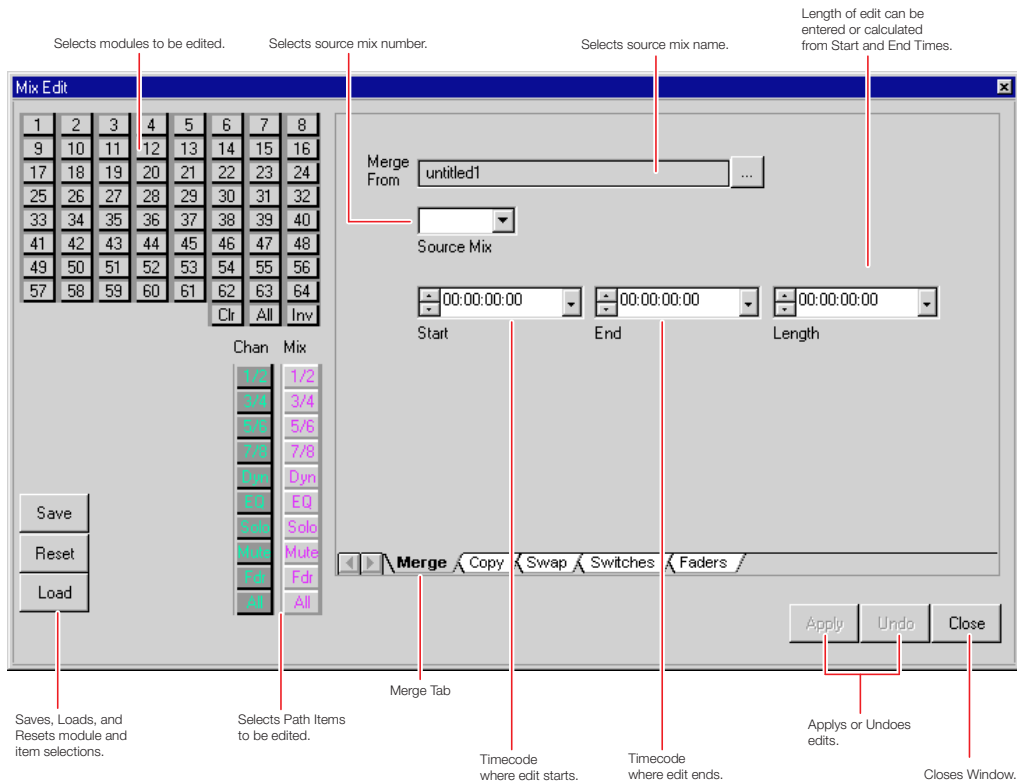 Length of edit can be
entered or calculated
from Start and End Times.
Selects modules to be edited.
Selects source mix number.
Selects source mix name.
Mix Edit
1 2 3 4 5 6 7 8
9 10 11 12 13 14 15 16
17 18 19 20 21 22 23 24
25 26 27 28 29 30 31 32
33 34 35 36 37 38 39 40
41 42 43 44 45 46 47 48
49 50 51 52 53 54 55 56
57 58 59 60 61 62 63 64
Clr All Inv
Merge
From
untitled1
...
Source Mix
00:00:00:00 00:00:00:00 00:00:00:00
Start End Length
Chan Mix
1/2 1/2
3/4 3/4
5/6 5/6
7/8 7/8
Dyn Dyn
EQ EQ
Solo Solo
Mute Mute
Fdr Fdr
All All
Save
Reset
Load
Merge Copy Swap Switches Faders
Apply Undo Close
Merge Tab
Saves, Loads, and
Resets module and
item selections.
Selects Path Items
to be edited.
Timecode
where edit starts.
Timecode
where edit ends.
Applys or Undoes
edits.
Closes Window.